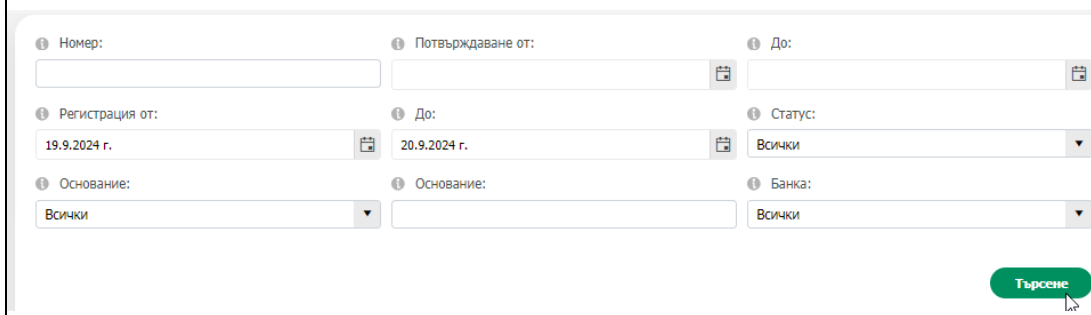 Номер: Потвърждаване от: До:
Регистрация от: До: Статус:
19.9.2024 г. 20.9.2024 г. Всички
Основание: Основание: Банка:
Всички Всички
Търсене